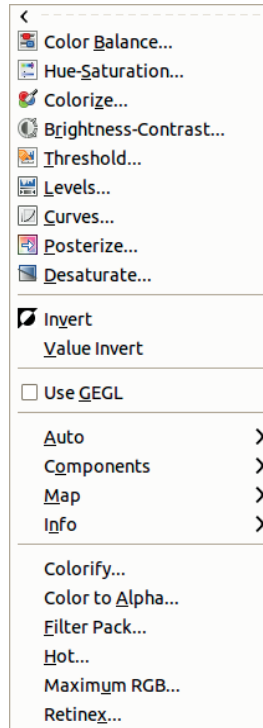 Color Balance...
Hue-Saturation...
Colorize...
Brightness-Contrast...
Threshold...
Levels...
Curves...
Posterize...
Desaturate...
Invert
Value Invert
Use GEGL
Auto
Components
Map
Info
Colorify...
Color to Alpha...
Filter Pack...
Hot...
Maximum RGB...
Retinex...